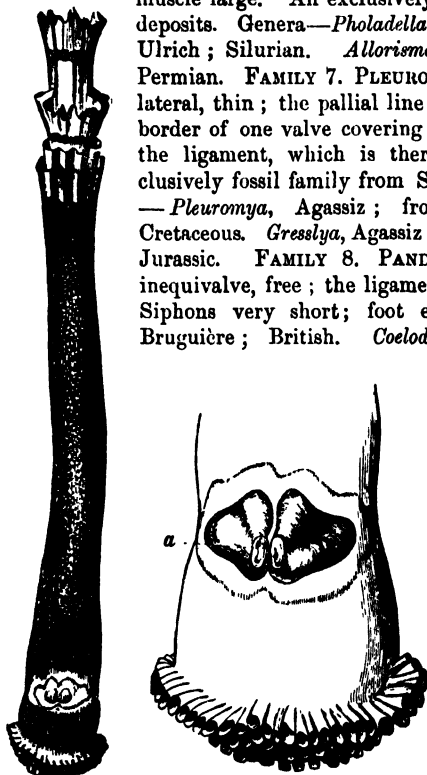 muscle large. An exclusively
deposits. Genera—Pholadella
Ulrich ; Silurian. Allorisma
Permian. FAMILY 7. PLEURO
lateral, thin ; the pallial line
border of one valve covering
the ligament, which is ther
clusively fossil family from S
— Pleuromya, Agassiz ; fro
Cretaceous. Gresslya, Agassiz
Jurassic. FAMILY 8. PAND
inequivalve, free ; the ligame
Siphons very short; foot e
Bruguière ; British. Coelod
a